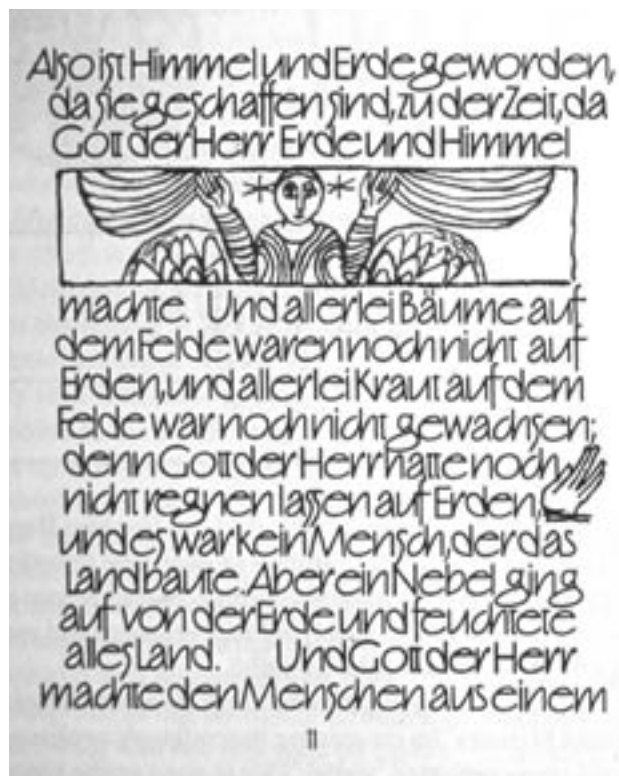 Also ist Himmel und Erde geworden,
da sie geschaffen sind, zu der Zeit, da
Gott der Herr Erde und Himmel
machte. Und allerlei Bäume auf
dem Felde waren noch nicht auf
Erden, und allerlei Kraut auf dem
Felde war noch nicht gewachsen;
denn Gott der Herr hatte noch
nicht regnen lassen auf Erden,
und es war kein Mensch, der das
Land baute. Aber ein Nebel ging
auf von der Erde und feuchtete
alles Land. Und Gott der Herr
machte den Menschen aus einem
11